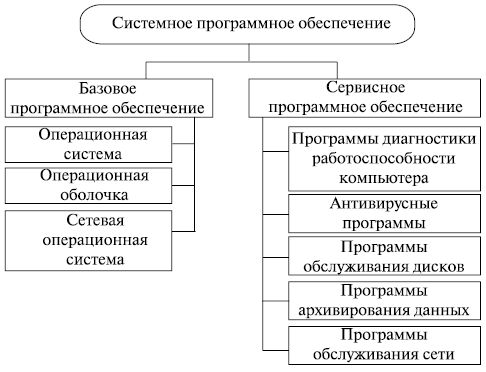 Системное программное обеспечение
Базовое
программное обеспечение
Операционная
система
Операционная
оболочка
Сетевая
операционная
система
Сервисное
программное обеспечение
Программы диагностики
работоспособности
компьютера
Антивирусные
программы
Программы
обслуживания дисков
Программы
архивирования данных
Программы
обслуживания сети